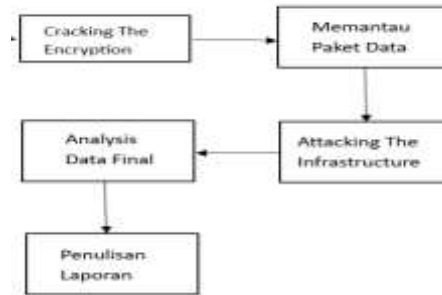 Cracking The
Encryption
Memantau
Paket Data
Attacking The
Infrastructure
Analysis
Data Final
Penulisan
Laporan